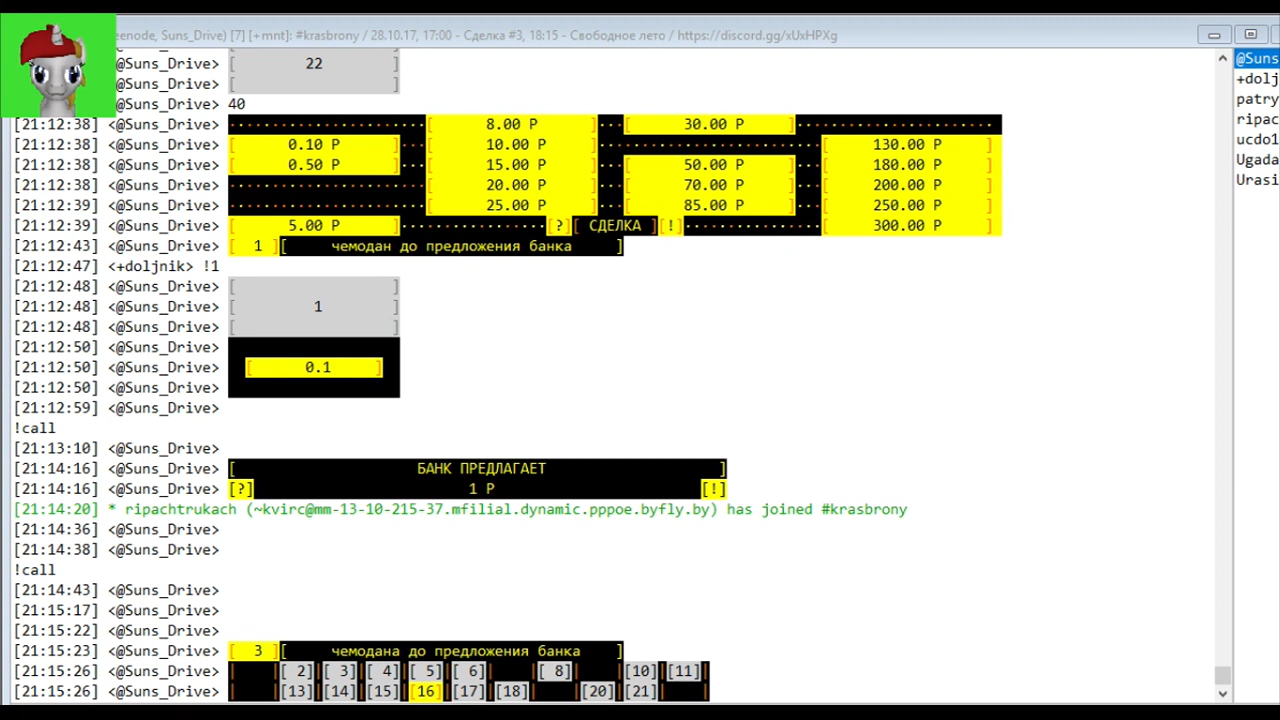 eenode, Suns_Drive) [7] [+mnt]: #krasbrony / 28.10.17, 17:00 - Сделка #3, 18:15 - Свободное лето / https://discord.gg/xUxHPXg
@Suns_Drive> [ 22 ]
@Suns_Drive> [ ]
@Suns_Drive> 40
[21:12:38] <@Suns_Drive> [ 8.00 Р ] [ 30.00 Р ]
[21:12:38] <@Suns_Drive> [ 0.10 Р ] [ 10.00 Р ] [ 130.00 Р ]
[21:12:38] <@Suns_Drive> [ 0.50 Р ] [ 15.00 Р ] [ 50.00 Р ] [ 180.00 Р ]
[21:12:38] <@Suns_Drive> [ 20.00 Р ] [ 70.00 Р ] [ 200.00 Р ]
[21:12:39] <@Suns_Drive> [ 25.00 Р ] [ 85.00 Р ] [ 250.00 Р ]
[21:12:39] <@Suns_Drive> [ 5.00 Р ] [?][ СДЕЛКА ][!] [ 300.00 Р ]
[21:12:43] <@Suns_Drive> [ 1 ][ чемодан до предложения банка ]
[21:12:47] <+doljnik> !1
[21:12:48] <@Suns_Drive> [ ]
[21:12:48] <@Suns_Drive> [ 1 ]
[21:12:48] <@Suns_Drive> [ ]
[21:12:50] <@Suns_Drive>
[21:12:50] <@Suns_Drive> [ 0.1 ]
[21:12:50] <@Suns_Drive>
[21:12:59] <@Suns_Drive>
!call
[21:13:10] <@Suns_Drive>
[21:14:16] <@Suns_Drive> [ БАНК ПРЕДЛАГАЕТ ]
[21:14:16] <@Suns_Drive> [?] 1 Р [!]
[21:14:20] * ripachtrukach (~kvirc@mm-13-10-215-37.mfilial.dynamic.pppoe.byfly.by) has joined #krasbrony
[21:14:36] <@Suns_Drive>
[21:14:38] <@Suns_Drive>
!call
[21:14:43] <@Suns_Drive>
[21:15:17] <@Suns_Drive>
[21:15:22] <@Suns_Drive>
[21:15:23] <@Suns_Drive> [ 3 ][ чемодана до предложения банка ]
[21:15:26] <@Suns_Drive> | |[ 2]|[ 3]|[ 4]|[ 5]|[ 6]| |[ 8]| |[10]|[11]|
[21:15:26] <@Suns_Drive> | |[13]|[14]|[15]|[16]|[17]|[18]| |[20]|[21]| |
@Suns
+dolj
patry
ripac
ucdo1
Ugada
Urasi